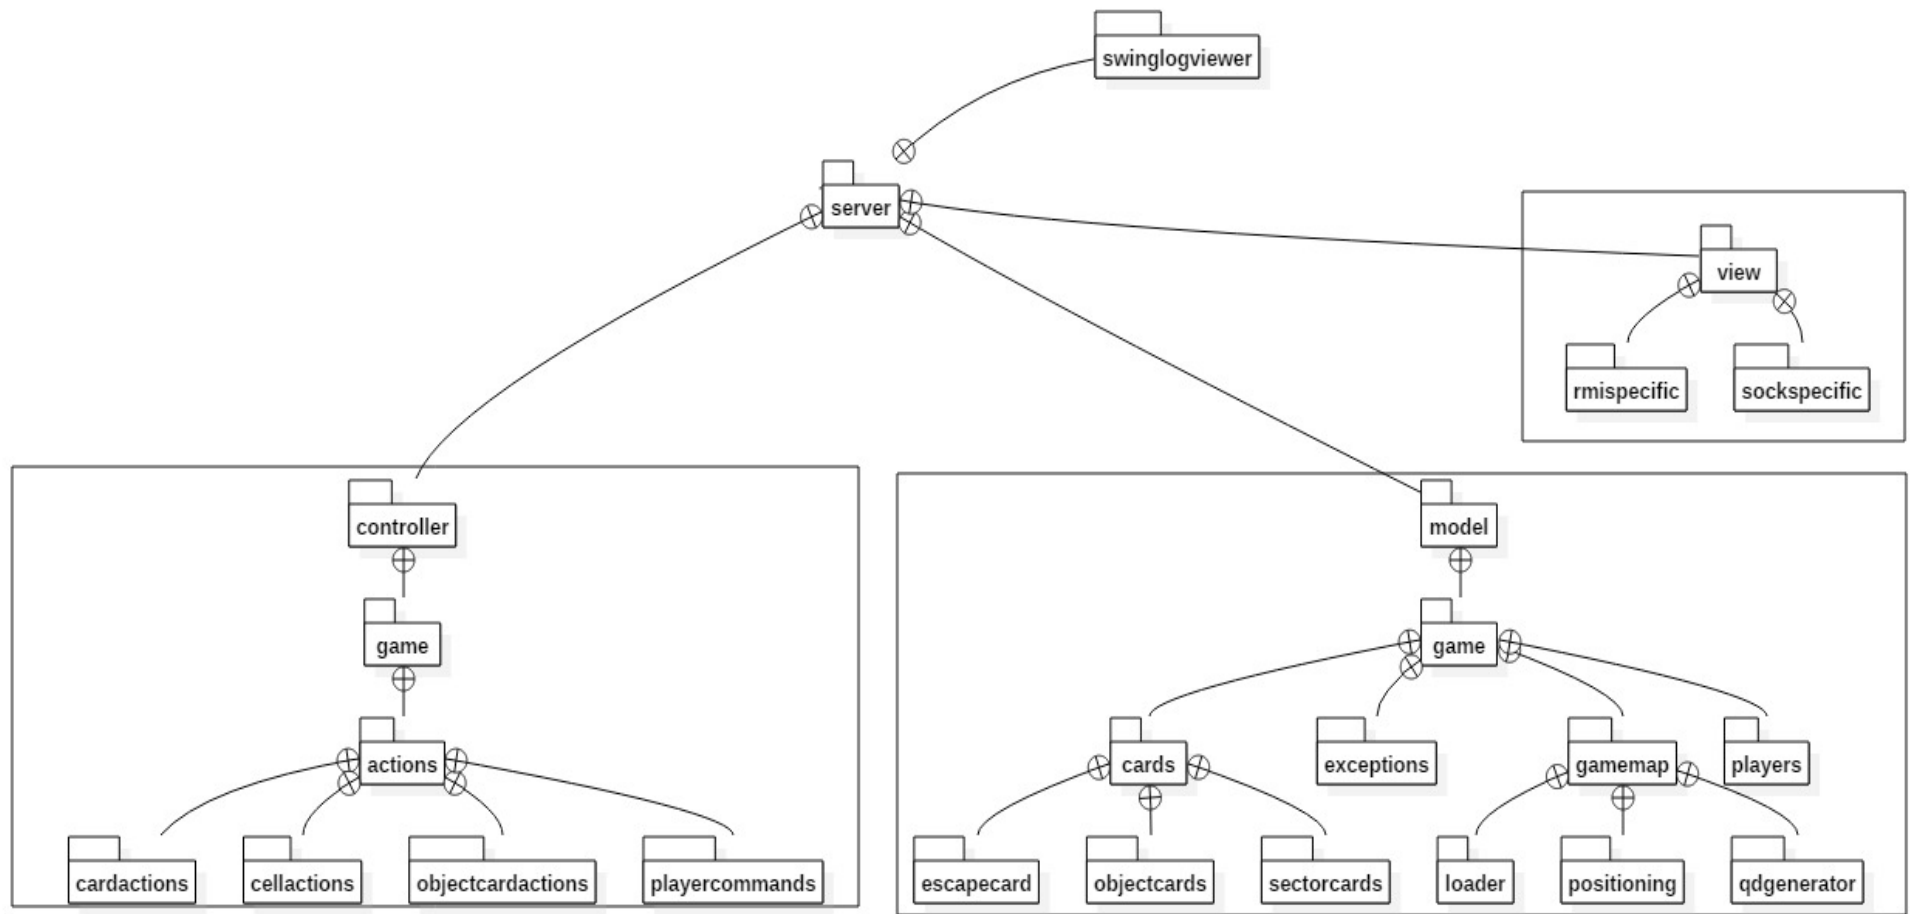 swinglogviewer
server
view
rmispecific
sockspecific
controller
model
game
game
actions
cards
exceptions
gamemap
players
cardactions
cellactions
objectcardactions
playercommands
escapecard
objectcards
sectorcards
loader
positioning
qdgenerator